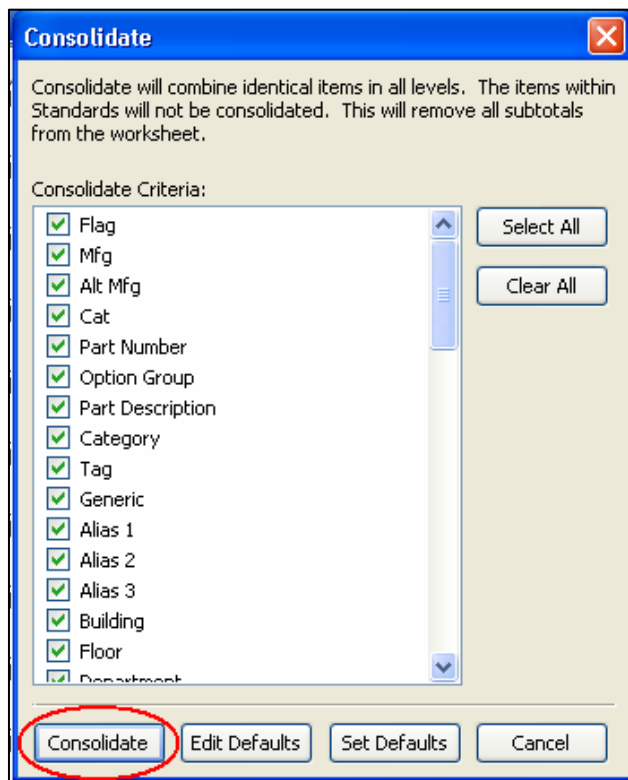 Consolidate
Consolidate will combine identical items in all levels. The items within
Standards will not be consolidated. This will remove all subtotals
from the worksheet.
Consolidate Criteria:
Flag
Select All
Mfg
Alt Mfg
Clear All
Cat
Part Number
Option Group
Part Description
Category
Tag
Generic
Alias 1
Alias 2
Alias 3
Building
Floor
Department
Consolidate Edit Defaults Set Defaults Cancel